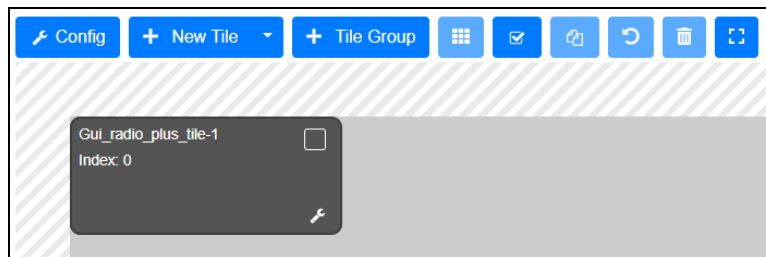 Config
New Tile
Tile Group
Gui_radio_plus_tile-1
Index: 0